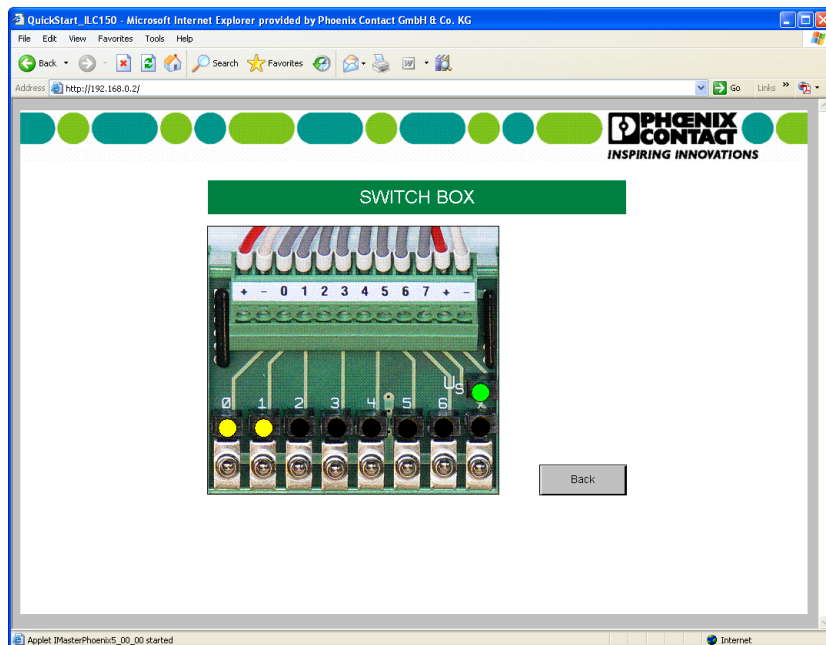 QuickStart_ILC150 - Microsoft Internet Explorer provided by Phoenix Contact GmbH & Co. KG
File Edit View Favorites Tools Help
Back Search Favorites
Address http://192.168.0.2/ Go Links »
PHŒNIX
CONTACT
INSPIRING INNOVATIONS
SWITCH BOX
+ - 0 1 2 3 4 5 6 7 + -
US
0 1 2 3 4 5 6
Back
Applet IMasterPhoenix5_00_00 started Internet